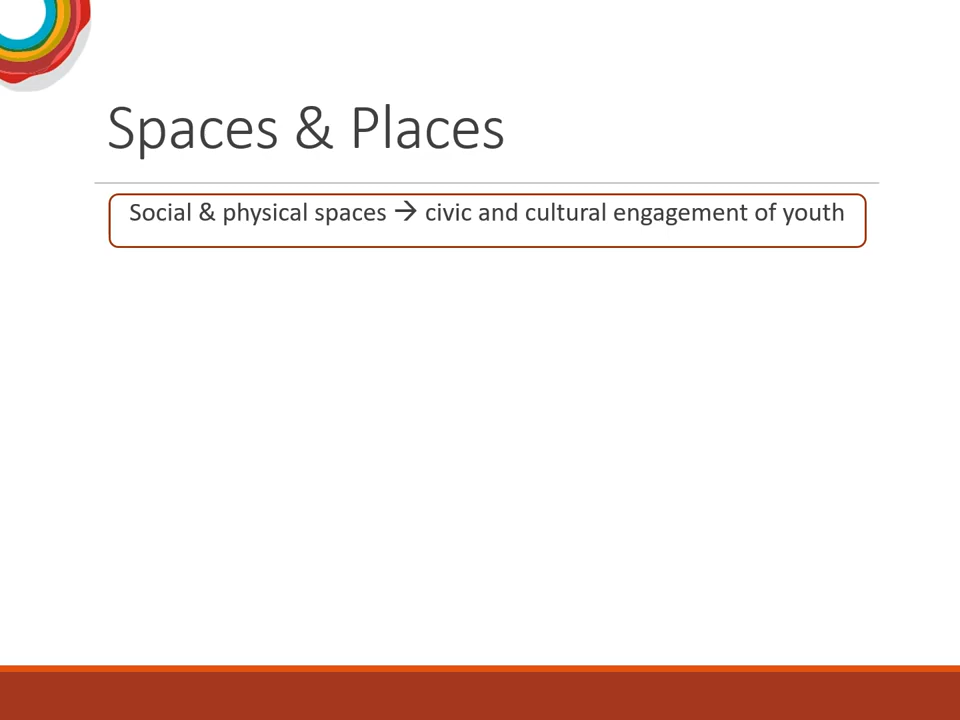 Spaces & Places
Social & physical spaces → civic and cultural engagement of youth